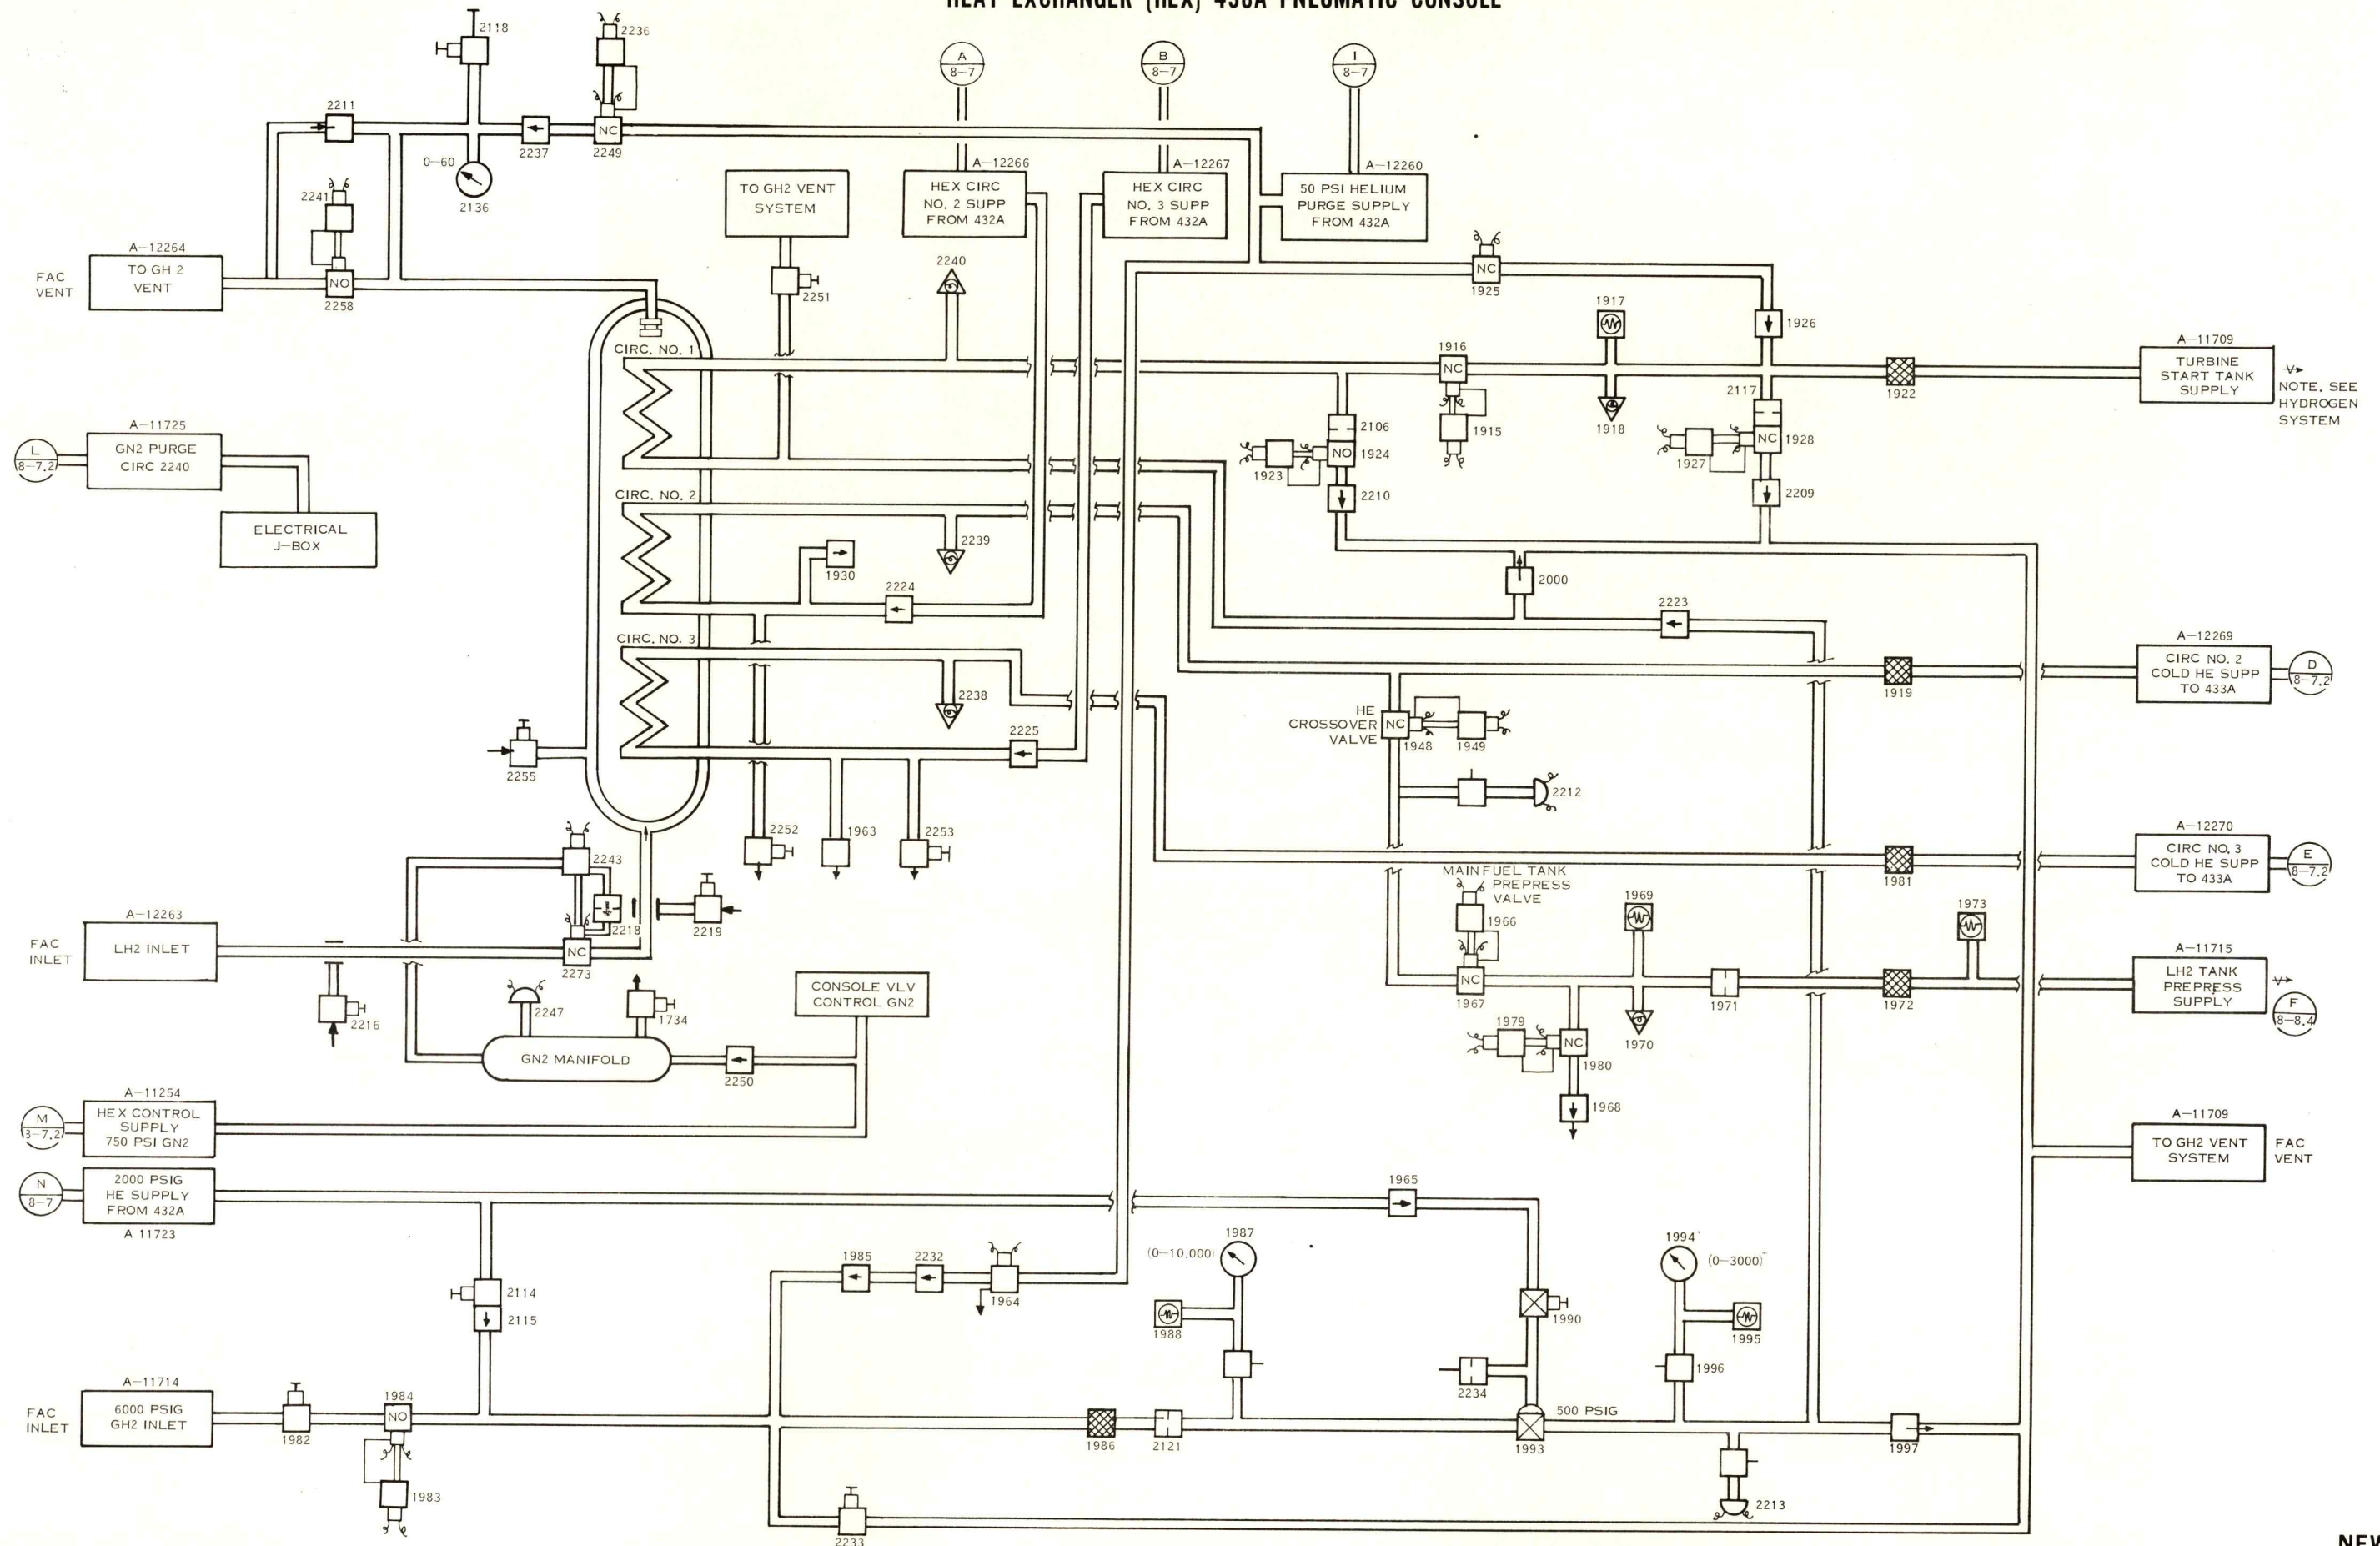 HEAT EXCHANGER (HEX) 438A PNEUMATIC CONSOLE
2118
2236
A
8-7
B
8-7
I
8-7
2211
0-60
2136
2237
NC
2249
2241
A-12264
TO GH 2
VENT
FAC
VENT
NO
2258
TO GH2 VENT
SYSTEM
2251
A-12266
HEX CIRC
NO. 2 SUPP
FROM 432A
A-12267
HEX CIRC
NO. 3 SUPP
FROM 432A
A-12260
50 PSI HELIUM
PURGE SUPPLY
FROM 432A
2240
NC
1925
1917
1926
CIRC. NO. 1
1916
NC
1915
1918
2117
NC
1928
1927
2209
1922
A-11709
TURBINE
START TANK
SUPPLY
V
NOTE, SEE
HYDROGEN
SYSTEM
2106
NO
1924
1923
2210
L
8-7.2
A-11725
GN2 PURGE
CIRC 2240
ELECTRICAL
J-BOX
CIRC. NO. 2
2239
1930
2224
2000
2223
CIRC. NO. 3
2238
2225
2255
1919
A-12269
CIRC NO. 2
COLD HE SUPP
TO 433A
D
8-7.2
HE
CROSSOVER
VALVE
NC
1948
1949
2212
2252
1963
2253
1981
A-12270
CIRC NO. 3
COLD HE SUPP
TO 433A
E
8-7.2
MAIN FUEL TANK
PREPRESS
VALVE
1966
NC
1967
1969
1970
1971
1972
1973
A-11715
LH2 TANK
PREPRESS
SUPPLY
V
F
8-8.4
1979
NC
1980
1968
2243
2218
2219
A-12263
LH2 INLET
FAC
INLET
NC
2273
2216
2247
1734
GN2 MANIFOLD
2250
CONSOLE VLV
CONTROL GN2
M
8-7.2
A-11254
HEX CONTROL
SUPPLY
750 PSI GN2
A-11709
TO GH2 VENT
SYSTEM
FAC
VENT
N
8-7
2000 PSIG
HE SUPPLY
FROM 432A
A 11723
1965
2114
2115
1985
2232
1964
1987
(0-10,000)
1988
1990
2234
1994
(0-3000)
1995
1996
A-11714
6000 PSIG
GH2 INLET
FAC
INLET
1982
1984
NO
1983
1986
2121
500 PSIG
1993
1997
2213
2233
NEW